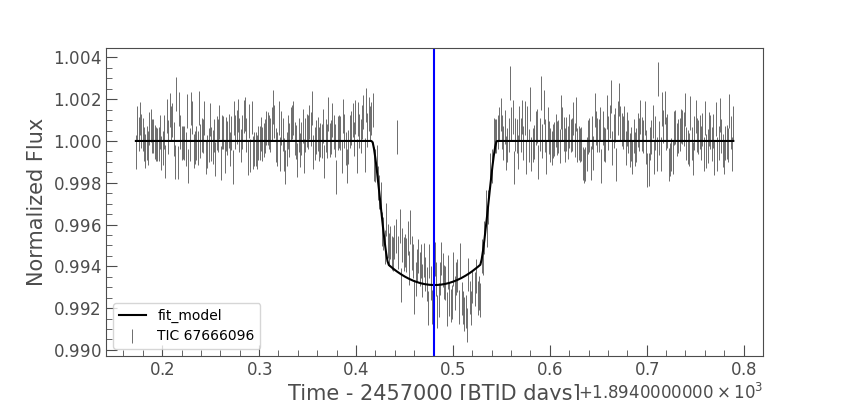 1.004
1.002
1.000
0.998
0.996
0.994
0.992
0.990
Normalized Flux
fit_model
TIC 67666096
0.2 0.3 0.4 0.5 0.6 0.7 0.8
Time - 2457000 [BTJD days]
+1.8940000000 × 10³